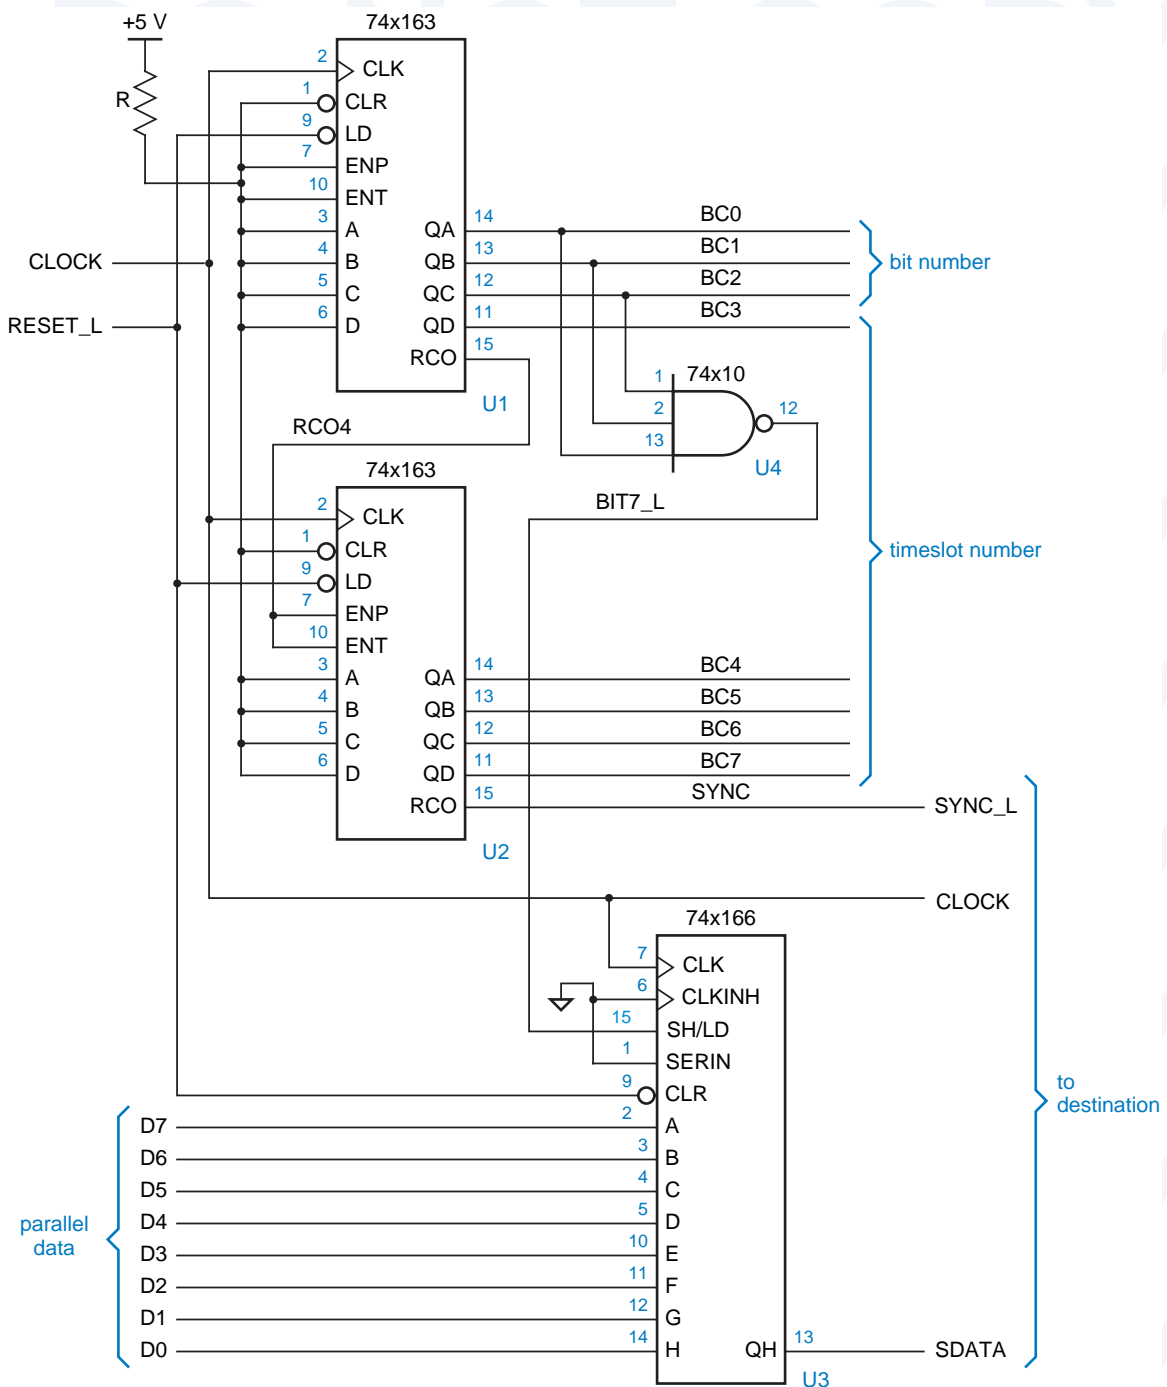 +5 V
R
CLOCK
RESET_L
74x163
2 CLK
1 CLR
9 LD
7 ENP
10 ENT
3 A QA 14 BC0
4 B QB 13 BC1
5 C QC 12 BC2
6 D QD 11 BC3
RCO 15
U1
bit number
RCO4
74x10
1
2
13
12
U4
BIT7_L
timeslot number
74x163
2 CLK
1 CLR
9 LD
7 ENP
10 ENT
3 A QA 14 BC4
4 B QB 13 BC5
5 C QC 12 BC6
6 D QD 11 BC7
RCO 15 SYNC SYNC_L
U2
CLOCK
74x166
7 CLK
6 CLKINH
15 SH/LD
1 SERIN
9 CLR
D7 2 A
D6 3 B
D5 4 C
D4 5 D
D3 10 E
D2 11 F
D1 12 G
D0 14 H QH 13 SDATA
U3
parallel
data
to
destination